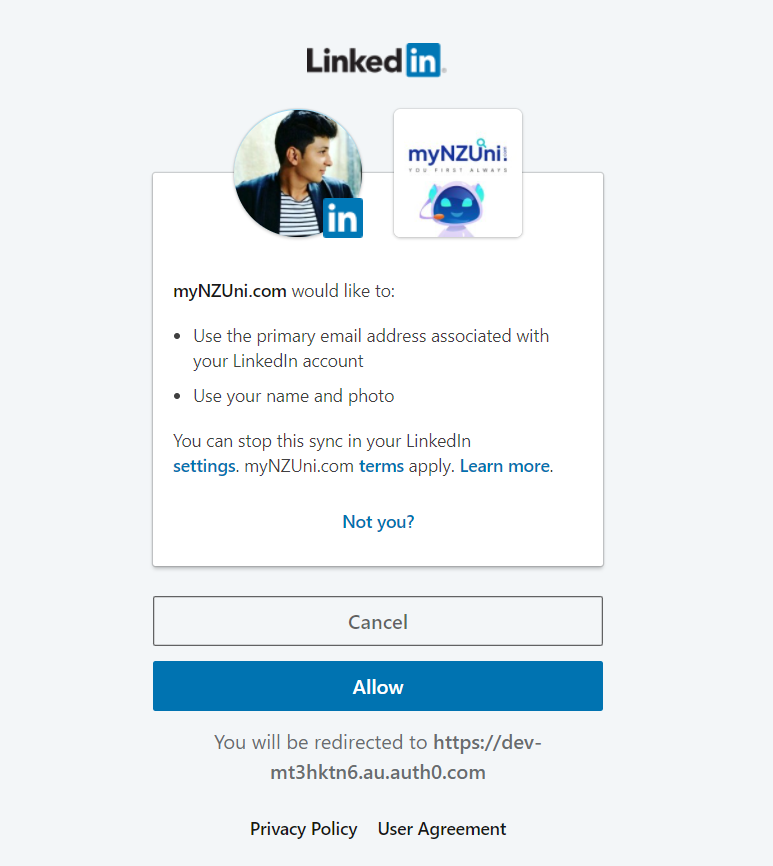 Linked in
in
myNZUni.com
YOU FIRST ALWAYS
myNZUni.com would like to:
• Use the primary email address associated with
your LinkedIn account
• Use your name and photo
You can stop this sync in your LinkedIn
settings. myNZUni.com terms apply. Learn more.
Not you?
Cancel
Allow
You will be redirected to https://dev-
mt3hktn6.au.auth0.com
Privacy Policy User Agreement